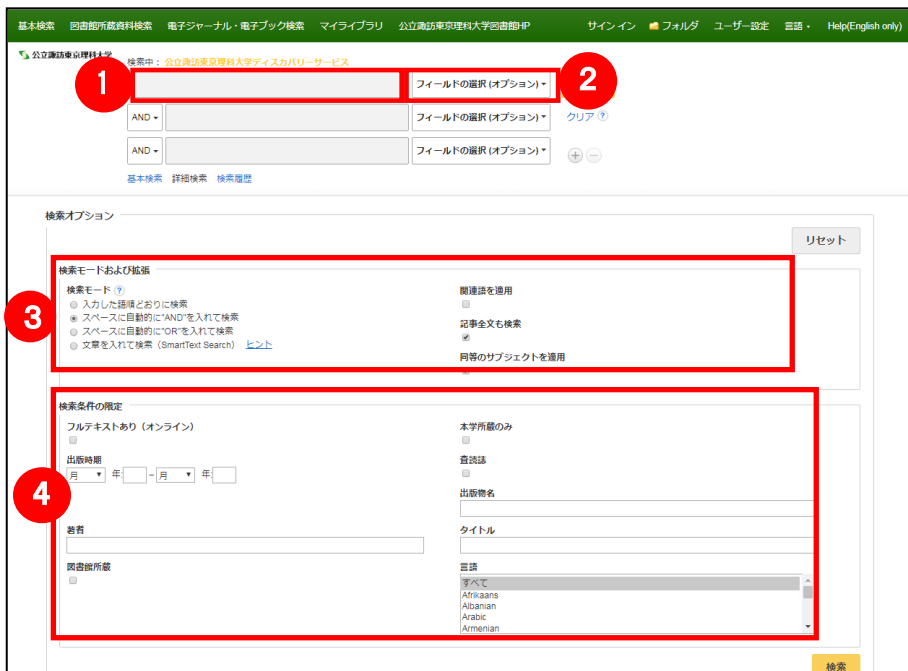 基本検索 図書館所蔵資料検索 電子ジャーナル・電子ブック検索 マイライブラリ 公立諏訪東京理科大学図書館HP サインイン フォルダ ユーザー設定 言語 Help(English only)
公立諏訪東京理科大学
検索中： 公立諏訪東京理科大学ディスカバリーサービス
1 フィールドの選択 (オプション) 2
AND フィールドの選択 (オプション) クリア ?
AND フィールドの選択 (オプション)
基本検索 詳細検索 検索履歴
検索オプション
リセット
検索モードおよび拡張
3
検索モード ?
入力した語順どおりに検索
スペースに自動的に"AND"を入れて検索
スペースに自動的に"OR"を入れて検索
文章を入れて検索（SmartText Search） ヒント
関連語を適用
記事全文も検索
同等のサブジェクトを適用
検索条件の限定
4
フルテキストあり（オンライン）
出版時期
月 年: – 月 年:
著者
図書館所蔵
本学所蔵のみ
査読誌
出版物名
タイトル
言語
すべて
Afrikaans
Albanian
Arabic
Armenian
検索